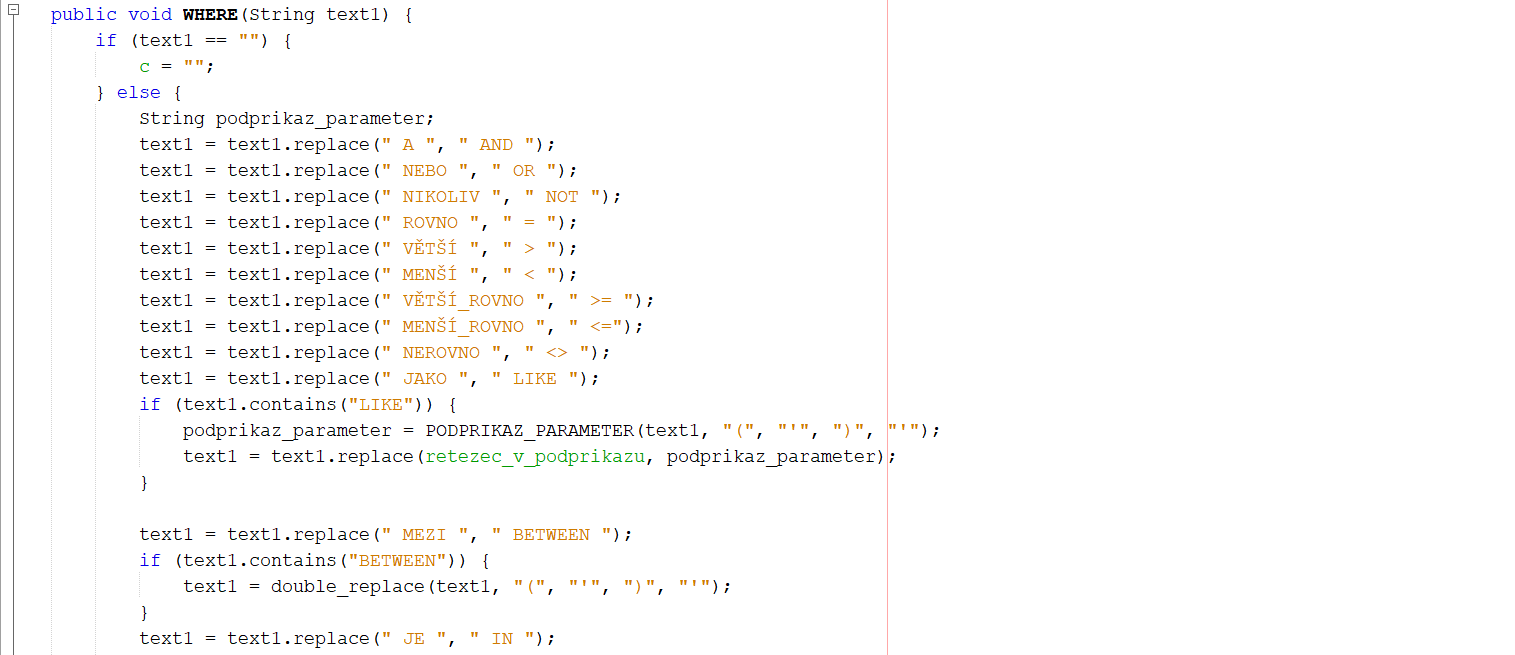 public void WHERE(String text1) {
if (text1 == "") {
c = "";
} else {
String podprikaz_parameter;
text1 = text1.replace(" A ", " AND ");
text1 = text1.replace(" NEBO ", " OR ");
text1 = text1.replace(" NIKOLIV ", " NOT ");
text1 = text1.replace(" ROVNO ", " = ");
text1 = text1.replace(" VĚTŠÍ ", " > ");
text1 = text1.replace(" MENŠÍ ", " < ");
text1 = text1.replace(" VĚTŠÍ_ROVNO ", " >= ");
text1 = text1.replace(" MENŠÍ_ROVNO ", " <=");
text1 = text1.replace(" NEROVNO ", " <> ");
text1 = text1.replace(" JAKO ", " LIKE ");
if (text1.contains("LIKE")) {
podprikaz_parameter = PODPRIKAZ_PARAMETER(text1, "(", "'", ")", "'");
text1 = text1.replace(retezec_v_podprikazu, podprikaz_parameter);
}
text1 = text1.replace(" MEZI ", " BETWEEN ");
if (text1.contains("BETWEEN")) {
text1 = double_replace(text1, "(", "'", ")", "'");
}
text1 = text1.replace(" JE ", " IN ");